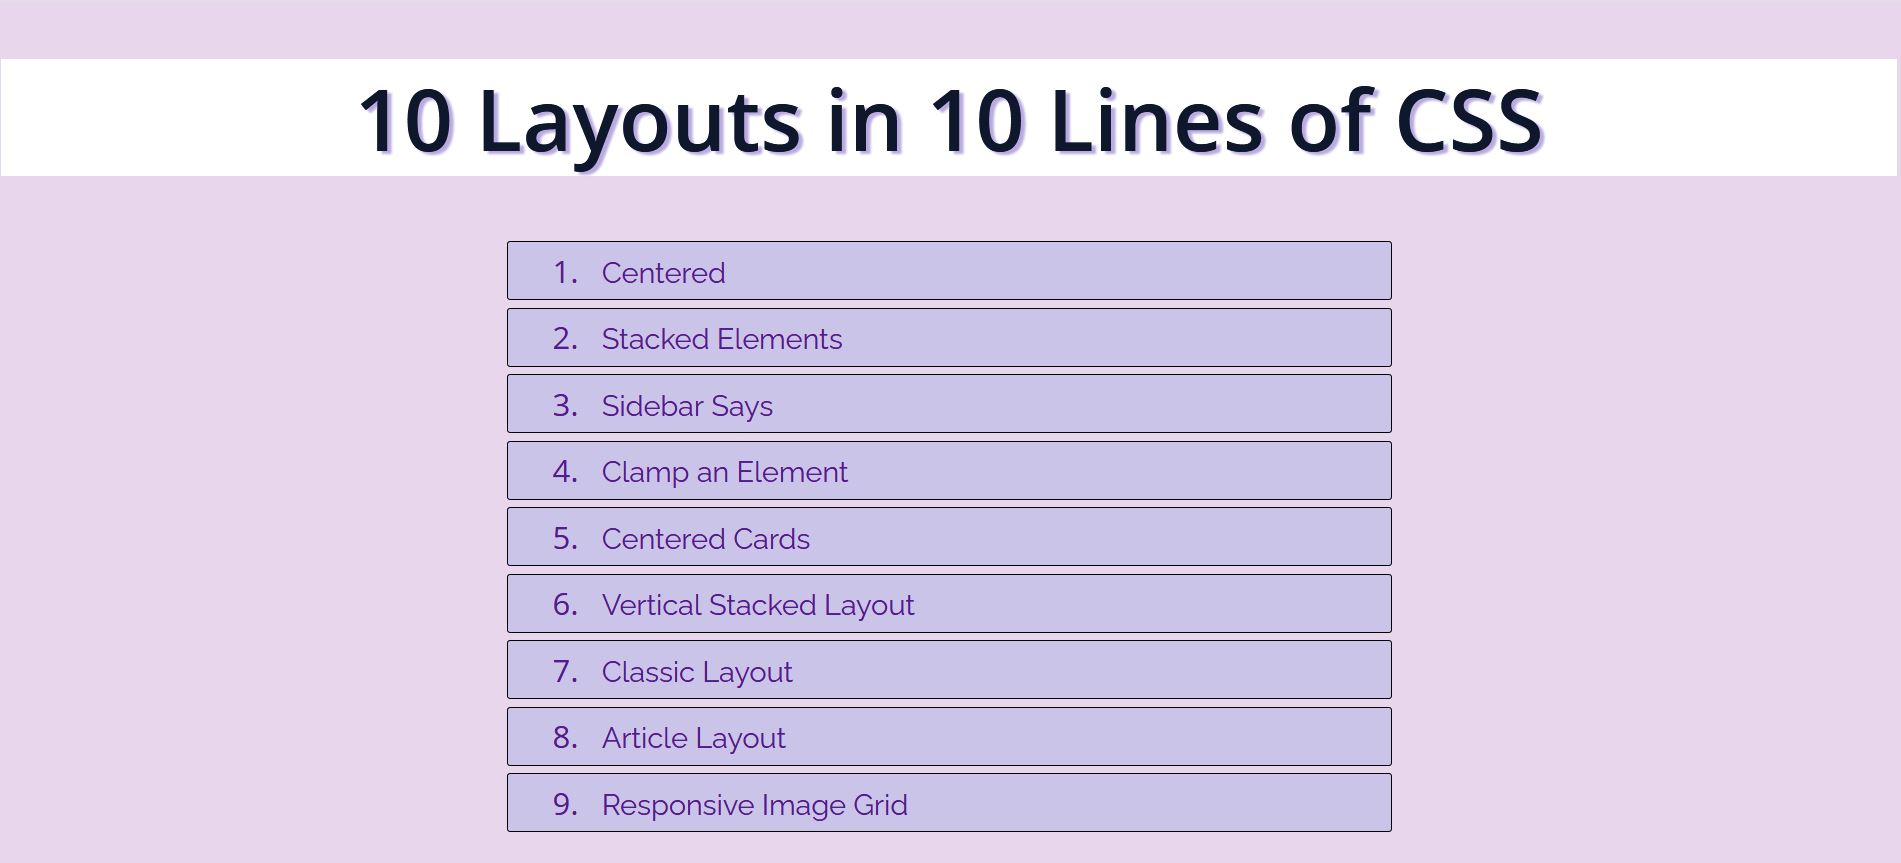 10 Layouts in 10 Lines of CSS
1. Centered
2. Stacked Elements
3. Sidebar Says
4. Clamp an Element
5. Centered Cards
6. Vertical Stacked Layout
7. Classic Layout
8. Article Layout
9. Responsive Image Grid